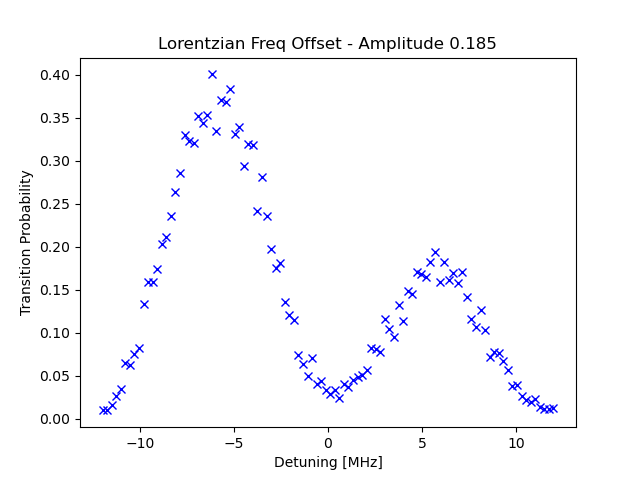 Lorentzian Freq Offset - Amplitude 0.185
Transition Probability
0.40
0.35
0.30
0.25
0.20
0.15
0.10
0.05
0.00
−10 −5 0 5 10
Detuning [MHz]